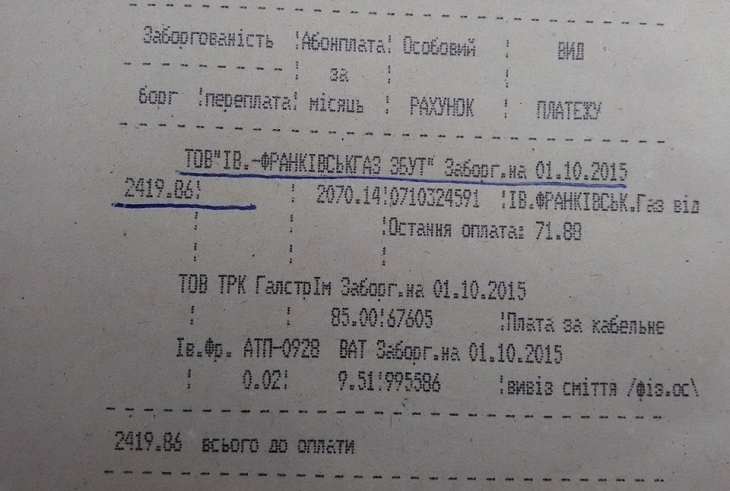 Заборгованість ¦Абонплата¦ Особовий ¦ ВИД
за
борг ¦переплата¦ місяць ¦ РАХУНОК ¦ ПЛАТЕЖУ
ТОВ"ІВ.-ФРАНКІВСЬКГАЗ ЗБУТ" Заборг.на 01.10.2015
2419.86¦ ¦ 2070.14¦0710324591 ¦ІВ.ФРАНКІВСЬК.Газ від
¦Остання оплата: 71.88
ТОВ ТРК ГалстрІм Заборг.на 01.10.2015
¦ ¦ 85.00¦67605 ¦Плата за кабельне
Ів.Фр. АТП-0928 ВАТ Заборг.на 01.10.2015
¦ 0.02¦ 9.51¦995586 ¦вивіз сміття /фіз.ос\
2419.86 всього до оплати